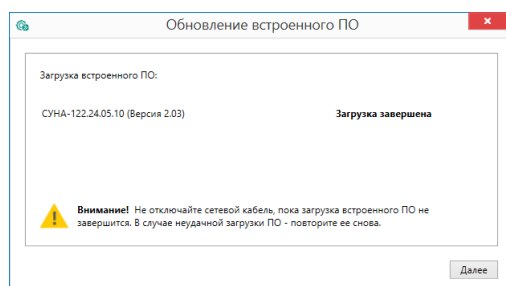 Обновление встроенного ПО
Загрузка встроенного ПО:
СУНА-122.24.05.10 (Версия 2.03) Загрузка завершена
Внимание! Не отключайте сетевой кабель, пока загрузка встроенного ПО не
завершится. В случае неудачной загрузки ПО - повторите ее снова.
Далее